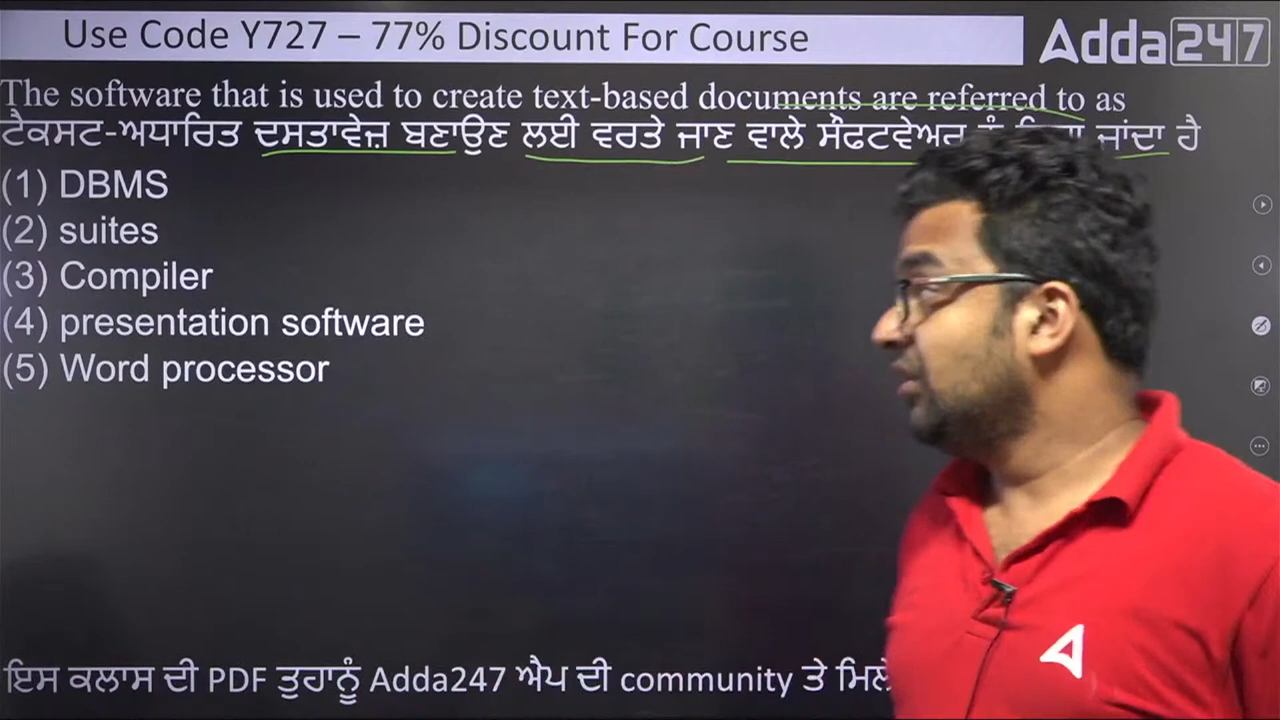 Use Code Y727 – 77% Discount For Course
Adda247
The software that is used to create text-based documents are referred to as
ਟੈਕਸਟ-ਅਧਾਰਿਤ ਦਸਤਾਵੇਜ਼ ਬਣਾਉਣ ਲਈ ਵਰਤੇ ਜਾਣ ਵਾਲੇ ਸੌਫਟਵੇਅਰ ਜਾਂਦਾ ਹੈ
(1) DBMS
(2) suites
(3) Compiler
(4) presentation software
(5) Word processor
ਇਸ ਕਲਾਸ ਦੀ PDF ਤੁਹਾਨੂੰ Adda247 ਐਪ ਦੀ community ਤੇ